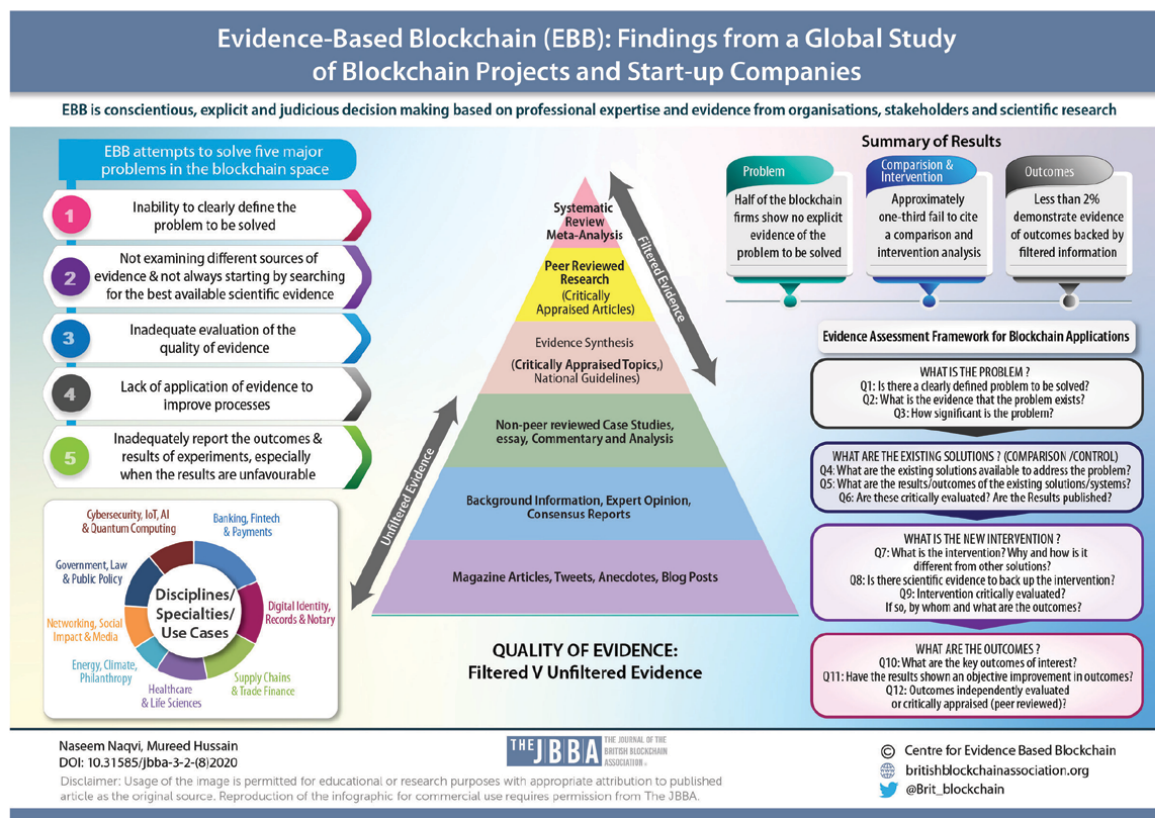 Evidence-Based Blockchain (EBB): Findings from a Global Study
of Blockchain Projects and Start-up Companies
EBB is conscientious, explicit and judicious decision making based on professional expertise and evidence from organisations, stakeholders and scientific research
EBB attempts to solve five major
problems in the blockchain space
1
Inability to clearly define the
problem to be solved
2
Not examining different sources of
evidence & not always starting by searching
for the best available scientific evidence
3
Inadequate evaluation of the
quality of evidence
4
Lack of application of evidence to
improve processes
5
Inadequately report the outcomes &
results of experiments, especially
when the results are unfavourable
Cybersecurity, IoT, AI
& Quantum Computing
Banking, Fintech
& Payments
Government, Law
& Public Policy
Digital Identity,
Records & Notary
Networking, Social
Impact & Media
Energy, Climate,
Philanthropy
Supply Chains
& Trade Finance
Healthcare
& Life Sciences
Disciplines/
Specialties/
Use Cases
Systematic
Review
Meta-Analysis
Peer Reviewed
Research
(Critically
Appraised Articles)
Evidence Synthesis
(Critically Appraised Topics,)
National Guidelines)
Non-peer reviewed Case Studies,
essay, Commentary and Analysis
Background Information, Expert Opinion,
Consensus Reports
Magazine Articles, Tweets, Anecdotes, Blog Posts
Filtered Evidence
Unfiltered Evidence
QUALITY OF EVIDENCE:
Filtered V Unfiltered Evidence
Summary of Results
Problem
Half of the blockchain
firms show no explicit
evidence of the
problem to be solved
Comparision &
Intervention
Approximately
one-third fail to cite
a comparison and
intervention analysis
Outcomes
Less than 2%
demonstrate evidence
of outcomes backed by
filtered information
Evidence Assessment Framework for Blockchain Applications
WHAT IS THE PROBLEM ?
Q1: Is there a clearly defined problem to be solved?
Q2: What is the evidence that the problem exists?
Q3: How significant is the problem?
WHAT ARE THE EXISTING SOLUTIONS ? (COMPARISON /CONTROL)
Q4: What are the existing solutions available to address the problem?
Q5: What are the results/outcomes of the existing solutions/systems?
Q6: Are these critically evaluated? Are the Results published?
WHAT IS THE NEW INTERVENTION ?
Q7: What is the intervention? Why and how is it
different from other solutions?
Q8: Is there scientific evidence to back up the intervention?
Q9: Intervention critically evaluated?
If so, by whom and what are the outcomes?
WHAT ARE THE OUTCOMES ?
Q10: What are the key outcomes of interest?
Q11: Have the results shown an objective improvement in outcomes?
Q12: Outcomes independently evaluated
or critically appraised (peer reviewed)?
Naseem Naqvi, Mureed Hussain
DOI: 10.31585/jbba-3-2-(8)2020
Disclaimer: Usage of the image is permitted for educational or research purposes with appropriate attribution to published
article as the original source. Reproduction of the infographic for commercial use requires permission from The JBBA.
THE JBBA
THE JOURNAL OF THE
BRITISH BLOCKCHAIN
ASSOCIATION
© Centre for Evidence Based Blockchain
britishblockchainassociation.org
@Brit_blockchain